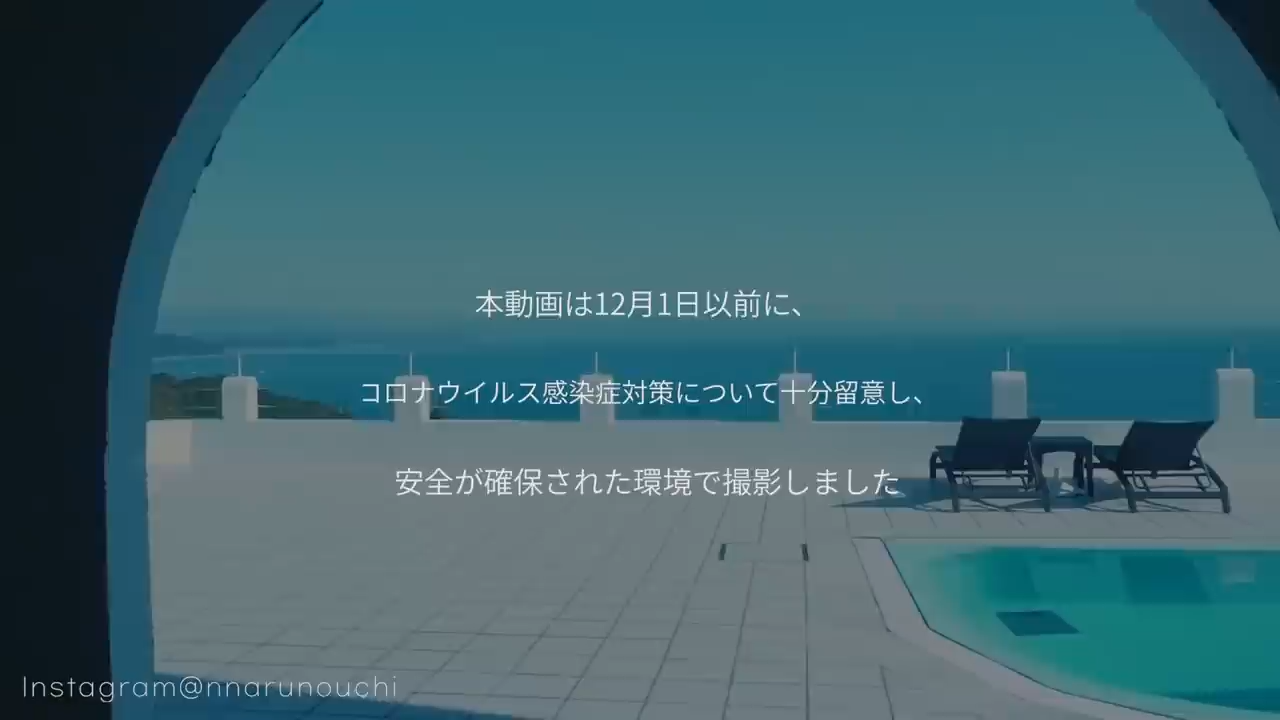 本動画は12月1日以前に、
コロナウイルス感染症対策について十分留意し、
安全が確保された環境で撮影しました
Instagram@nnarunouchi